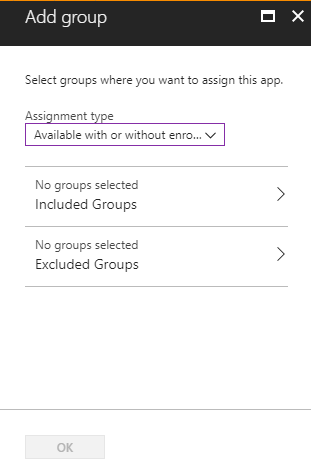 Add group
Select groups where you want to assign this app.
Assignment type
Available with or without enro...
No groups selected
Included Groups
No groups selected
Excluded Groups
OK